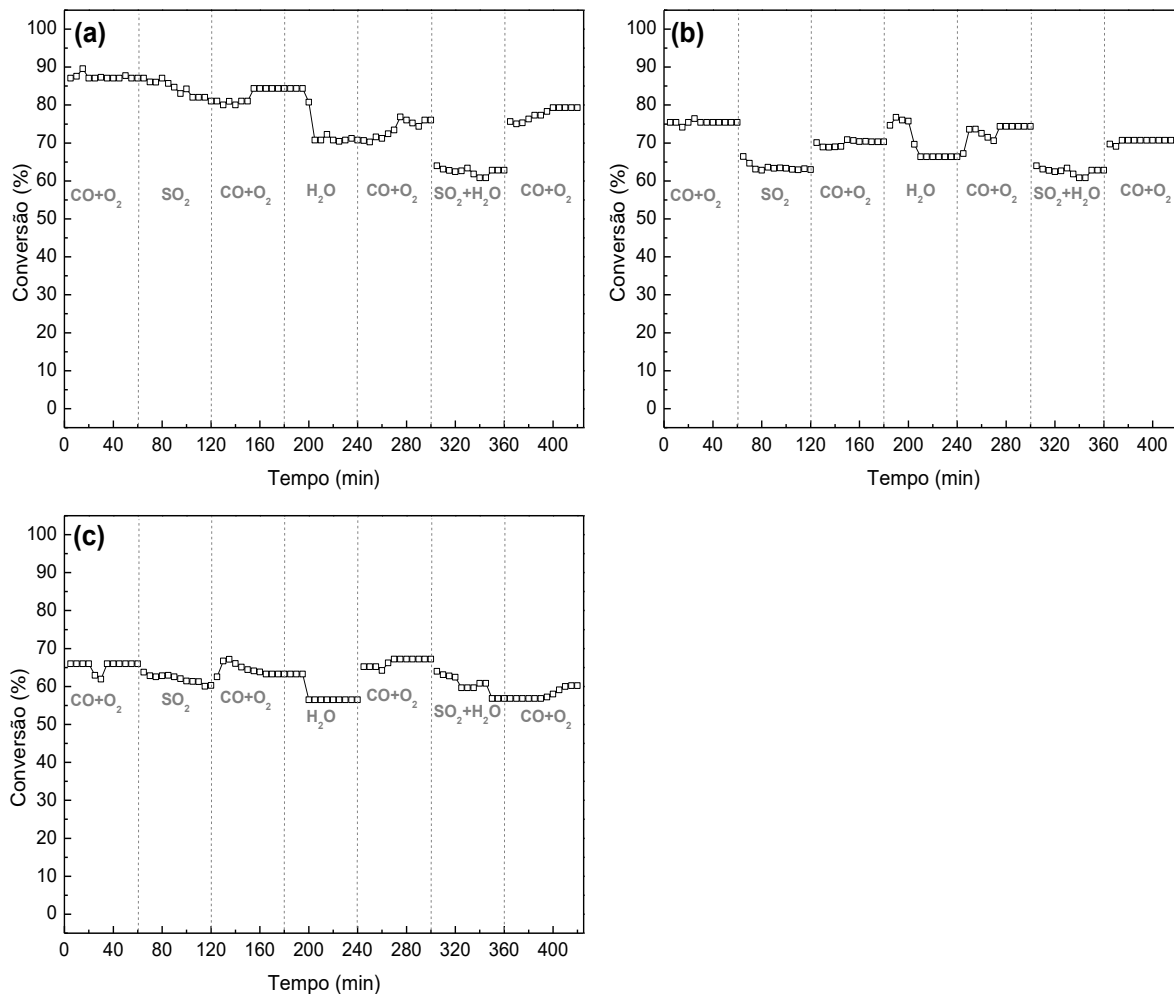 (a)
100
90
80
70
60
50
40
30
20
10
0
Conversão (%)
CO+O₂ SO₂ CO+O₂ H₂O CO+O₂ SO₂+H₂O CO+O₂
0 40 80 120 160 200 240 280 320 360 400
Tempo (min)
(b)
100
90
80
70
60
50
40
30
20
10
0
Conversão (%)
CO+O₂ SO₂ CO+O₂ H₂O CO+O₂ SO₂+H₂O CO+O₂
0 40 80 120 160 200 240 280 320 360 400
Tempo (min)
(c)
100
90
80
70
60
50
40
30
20
10
0
Conversão (%)
CO+O₂ SO₂ CO+O₂ H₂O CO+O₂ SO₂+H₂O CO+O₂
0 40 80 120 160 200 240 280 320 360 400
Tempo (min)